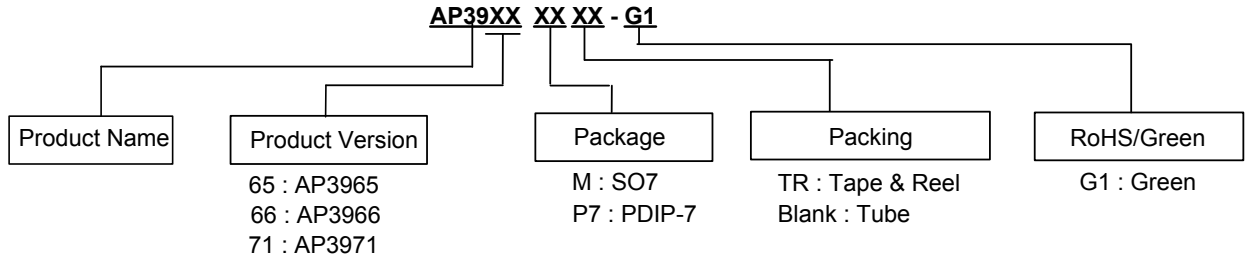 AP39XX XX XX - G1
Product Name
Product Version
Package
Packing
RoHS/Green
65 : AP3965
66 : AP3966
71 : AP3971
M : SO7
P7 : PDIP-7
TR : Tape & Reel
Blank : Tube
G1 : Green